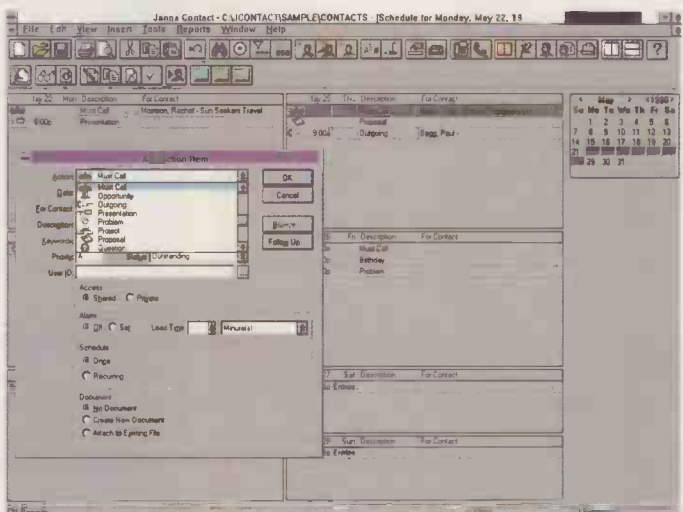 Janna Contact - C:\JCONTACT\SAMPLE\CONTACTS - [Schedule for Monday, May 22, 19
File Edit View Insert Tools Reports Window Help
Mon Description For Contact
Must Call Morrison, Rachel - Sun Seekers Travel
9:00a Presentation
May 25 Thu Description For Contact
Proposal
9:00a Outgoing Begg, Paul -
May 1995
Su Mo Tu We Th Fr Sa
1 2 3 4 5 6
7 8 9 10 11 12 13
14 15 16 17 18 19 20
21
28 29 30 31
Action Item
Action: Must Call
OK
Must Call
Opportunity
Outgoing
Presentation
Problem
Project
Proposal
Question
Date:
Cancel
For Contact
Description:
Browse
Keywords:
Follow Up
Priority: A Status: Outstanding
User ID:
Fri Description For Contact
Must Call
Birthday
Problem
Access
Shared Private
Alarm
Off Set Lead Time Minute(s)
Schedule
Once
Recurring
Document
No Document
Create New Document
Attach to Existing File
Sat Description For Contact
No Entries
Sun Description For Contact
No Entries